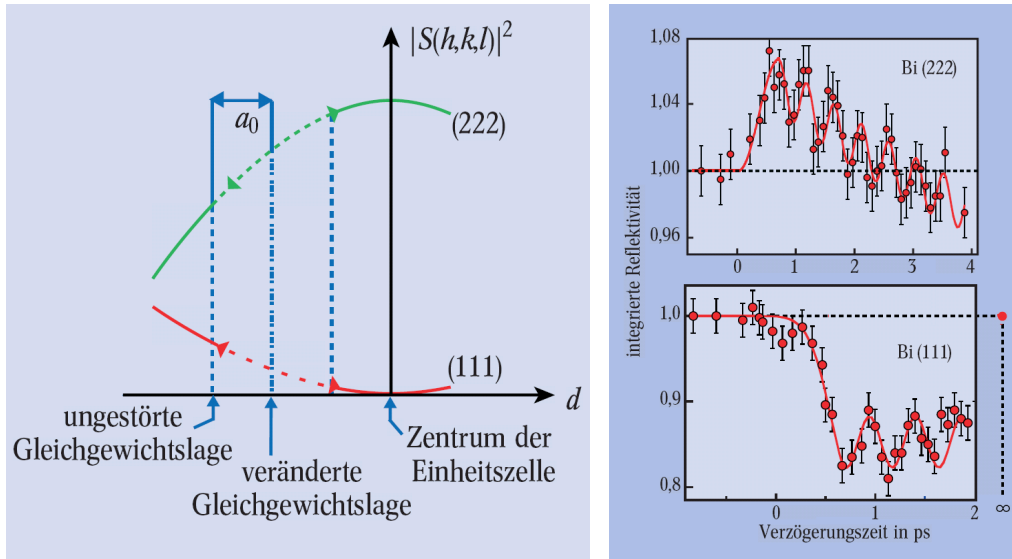 |S(h,k,l)|²
a₀
(222)
(111)
d
ungestörte
Gleichgewichtslage
veränderte
Gleichgewichtslage
Zentrum der
Einheitszelle
integrierte Reflektivität
1,08
1,04
1,00
0,96
Bi (222)
0 1 2 3 4
1,0
0,9
0,8
Bi (111)
0 1 2 ∞
Verzögerungszeit in ps